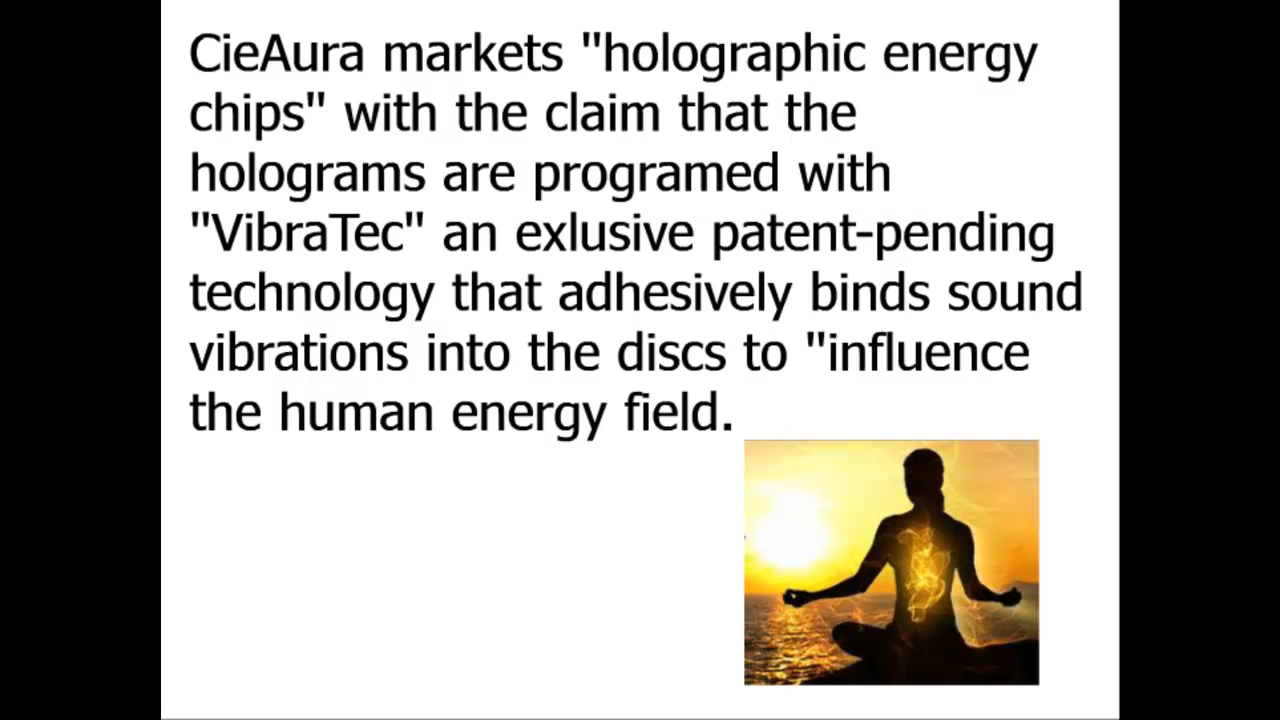 CieAura markets "holographic energy
chips" with the claim that the
holograms are programed with
"VibraTec" an exlusive patent-pending
technology that adhesively binds sound
vibrations into the discs to "influence
the human energy field.